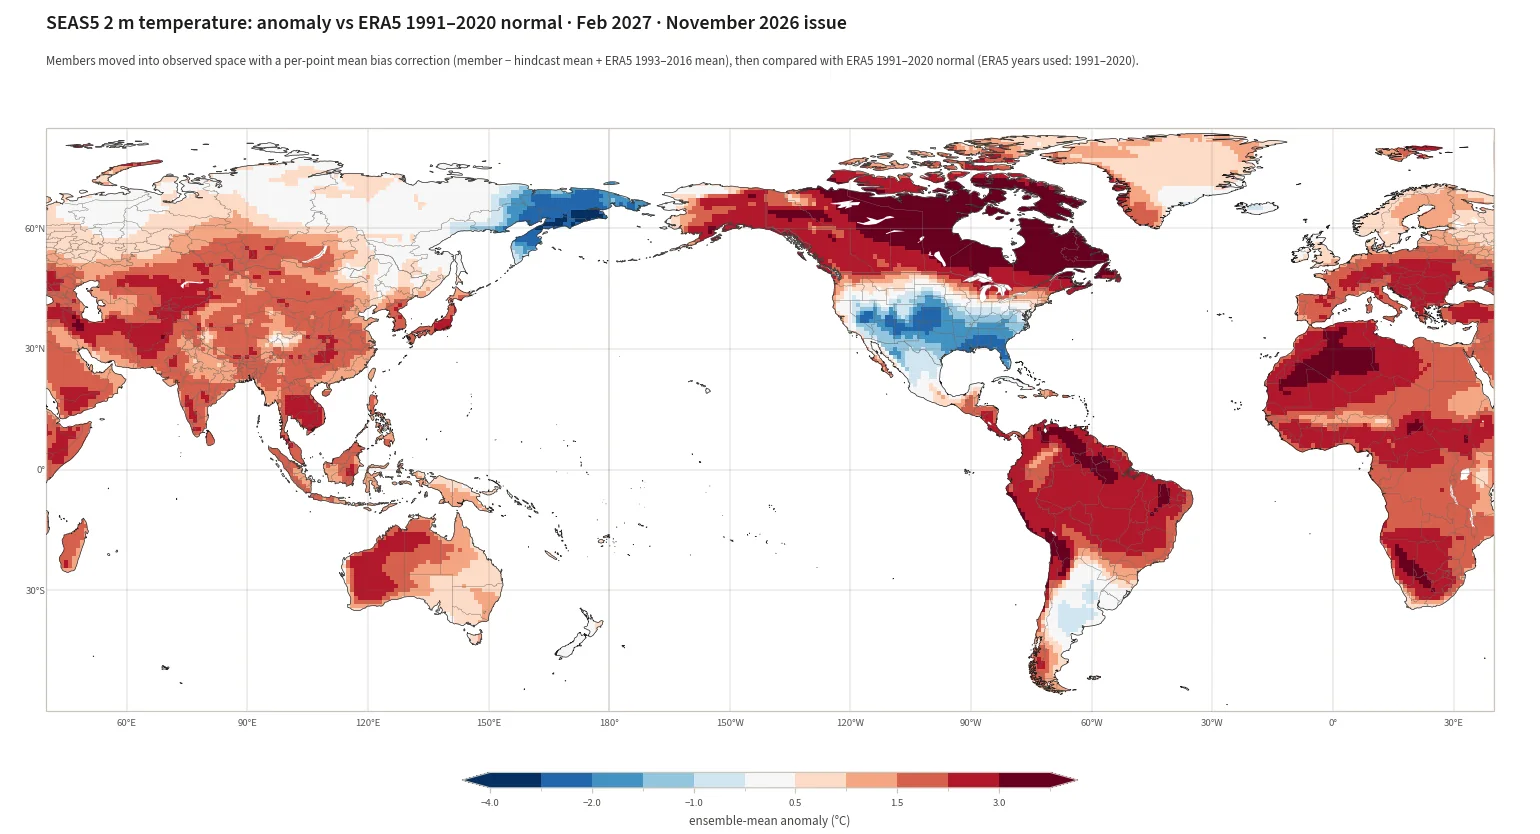 SEAS5 2 m temperature: anomaly vs ERA5 1991–2020 normal · Feb 2027 · November 2026 issue
Members moved into observed space with a per-point mean bias correction (member − hindcast mean + ERA5 1993–2016 mean), then compared with ERA5 1991–2020 normal (ERA5 years used: 1991–2020).
60°N
30°N
0°
30°S
60°E 90°E 120°E 150°E 180° 150°W 120°W 90°W 60°W 30°W 0° 30°E
−4.0 −2.0 −1.0 0.5 1.5 3.0
ensemble-mean anomaly (°C)